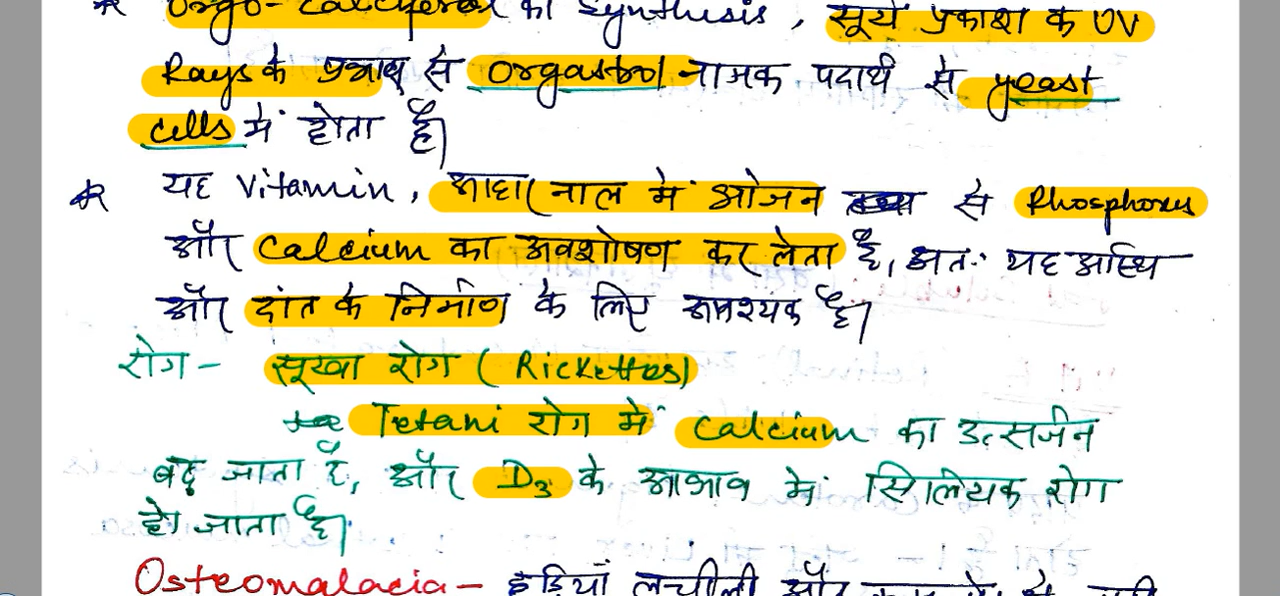 * Orgo-Calciferol का Synthesis, सूर्य प्रकाश के UV
Rays के प्रभाव से Orgastrol नामक पदार्थ से yeast
cells में होता है।
* यह Vitamin, आहार नाल में भोजन से Phosphorus
और Calcium का अवशोषण कर लेता है, अतः यह अस्थि
और दांत के निर्माण के लिए आवश्यक है।
रोग - सूखा रोग (Rickettes)
Tetani रोग में Calcium का उत्सर्जन
बढ़ जाता है, और D3 के अभाव में सिलियक रोग
हो जाता है।
Osteomalacia - हड्डियां लचीली और